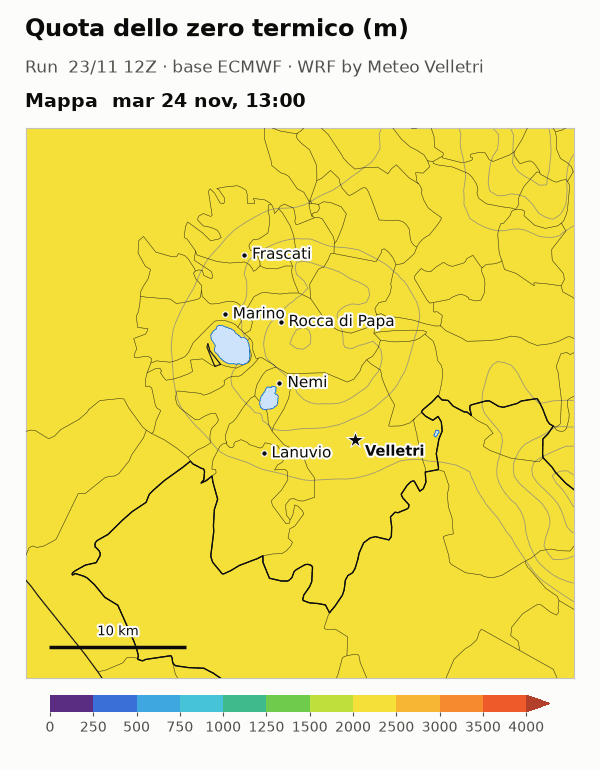 Quota dello zero termico (m)
Run  23/11 12Z · base ECMWF · WRF by Meteo Velletri
Mappa  mar 24 nov, 13:00
Frascati
Marino
Rocca di Papa
Nemi
Velletri
Lanuvio
10 km
0 250 500 750 1000 1250 1500 2000 2500 3000 3500 4000